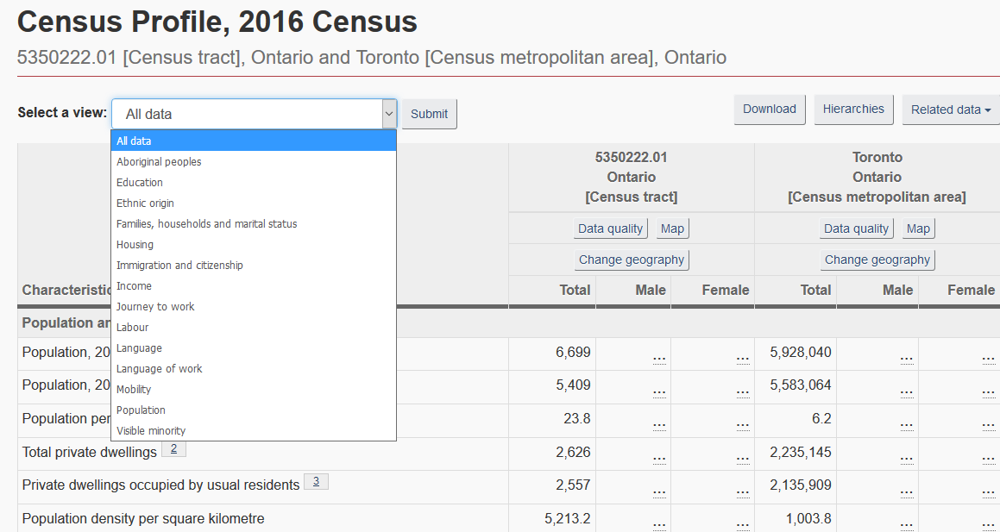 Census Profile, 2016 Census
5350222.01 [Census tract], Ontario and Toronto [Census metropolitan area], Ontario
Select a view: All data Submit Download Hierarchies Related data
All data
Aboriginal peoples
Education
Ethnic origin
Families, households and marital status
Housing
Immigration and citizenship
Income
Journey to work
Labour
Language
Language of work
Mobility
Population
Visible minority
5350222.01 Toronto
Ontario Ontario
[Census tract] [Census metropolitan area]
Data quality Map Data quality Map
Change geography Change geography
Characteristic Total Male Female Total Male Female
Population an
Population, 20 6,699 ... ... 5,928,040 ... ...
Population, 20 5,409 ... ... 5,583,064 ... ...
Population per 23.8 ... ... 6.2 ... ...
Total private dwellings 2 2,626 ... ... 2,235,145 ... ...
Private dwellings occupied by usual residents 3 2,557 ... ... 2,135,909 ... ...
Population density per square kilometre 5,213.2 ... ... 1,003.8 ... ...